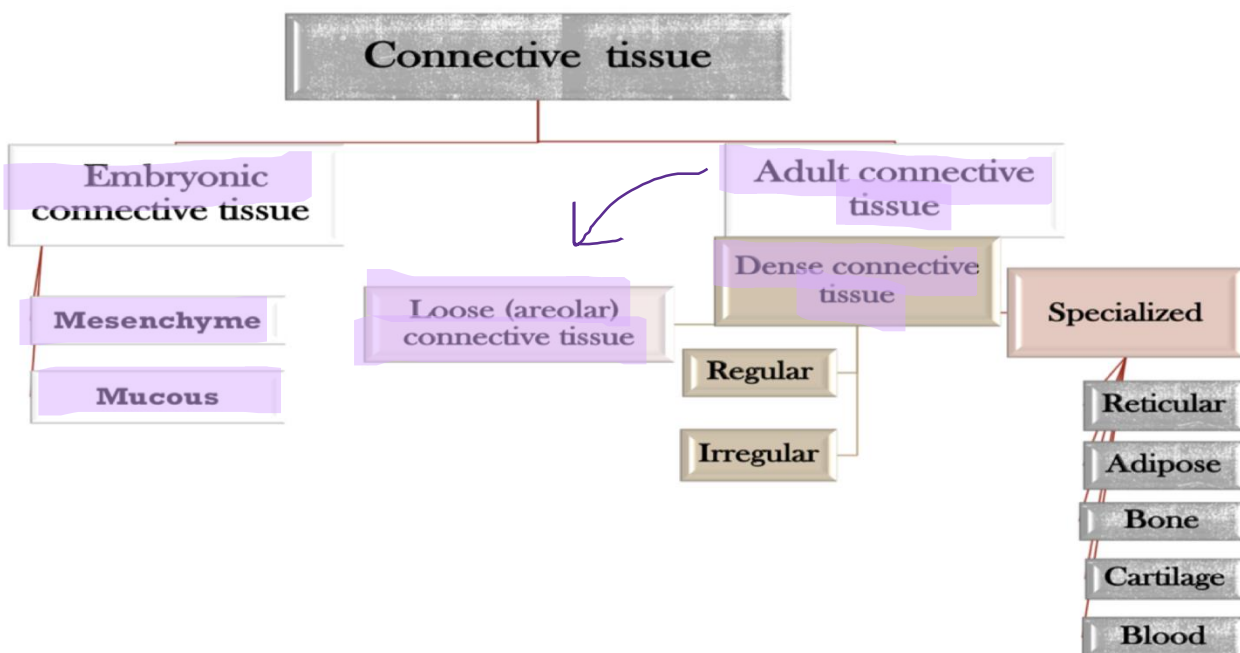 Connective tissue
Embryonic
connective tissue
Mesenchyme
Mucous
Adult connective
tissue
Loose (areolar)
connective tissue
Dense connective
tissue
Regular
Irregular
Specialized
Reticular
Adipose
Bone
Cartilage
Blood